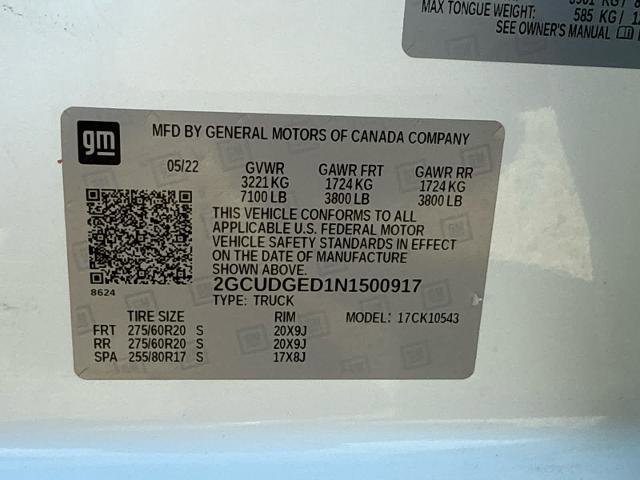 MAX TONGUE WEIGHT: 585 KG /
SEE OWNER'S MANUAL
gm
MFD BY GENERAL MOTORS OF CANADA COMPANY
05/22 GVWR GAWR FRT GAWR RR
3221 KG 1724 KG 1724 KG
7100 LB 3800 LB 3800 LB
THIS VEHICLE CONFORMS TO ALL
APPLICABLE U.S. FEDERAL MOTOR
VEHICLE SAFETY STANDARDS IN EFFECT
ON THE DATE OF MANUFACTURE
SHOWN ABOVE.
8624
2GCUDGED1N1500917
TYPE: TRUCK
TIRE SIZE RIM MODEL: 17CK10543
FRT 275/60R20 S 20X9J
RR 275/60R20 S 20X9J
SPA 255/80R17 S 17X8J